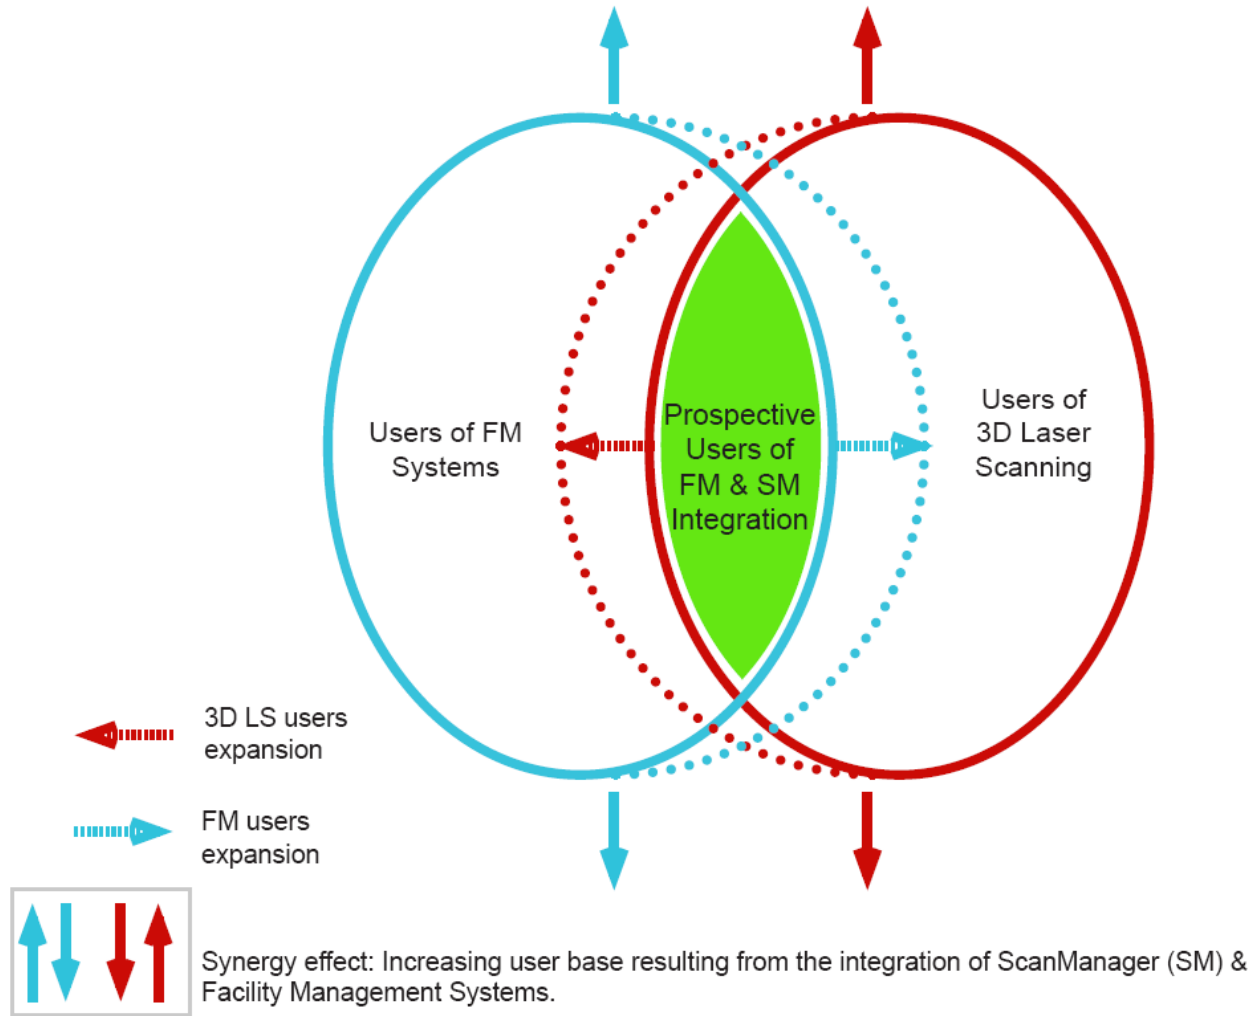 Users of FM
Systems
Prospective
Users of
FM & SM
Integration
Users of
3D Laser
Scanning
3D LS users
expansion
FM users
expansion
Synergy effect: Increasing user base resulting from the integration of ScanManager (SM) &
Facility Management Systems.